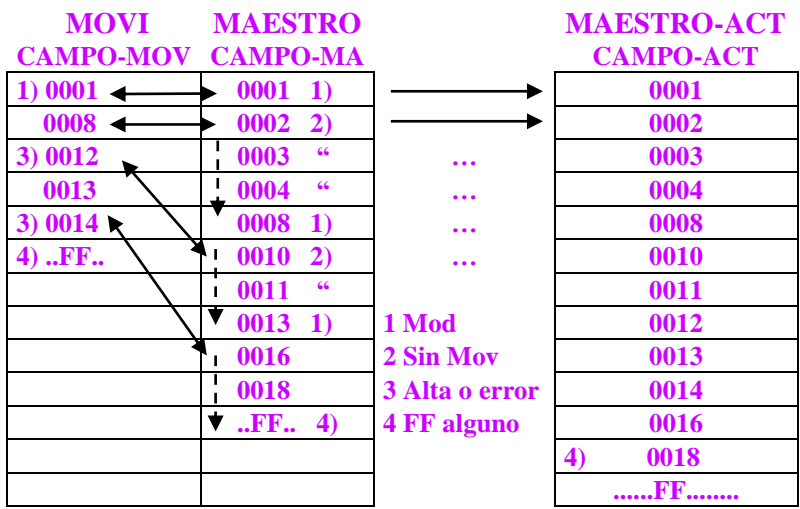 MOVI MAESTRO MAESTRO-ACT
CAMPO-MOV CAMPO-MA CAMPO-ACT
1) 0001 0001 1) 0001
0008 0002 2) 0002
3) 0012 0003 “ … 0003
0013 0004 “ … 0004
3) 0014 0008 1) … 0008
4) ..FF.. 0010 2) … 0010
0011 “ 0011
0013 1) 1 Mod 0012
0016 2 Sin Mov 0013
0018 3 Alta o error 0014
..FF.. 4) 4 FF alguno 0016
4) 0018
......FF........